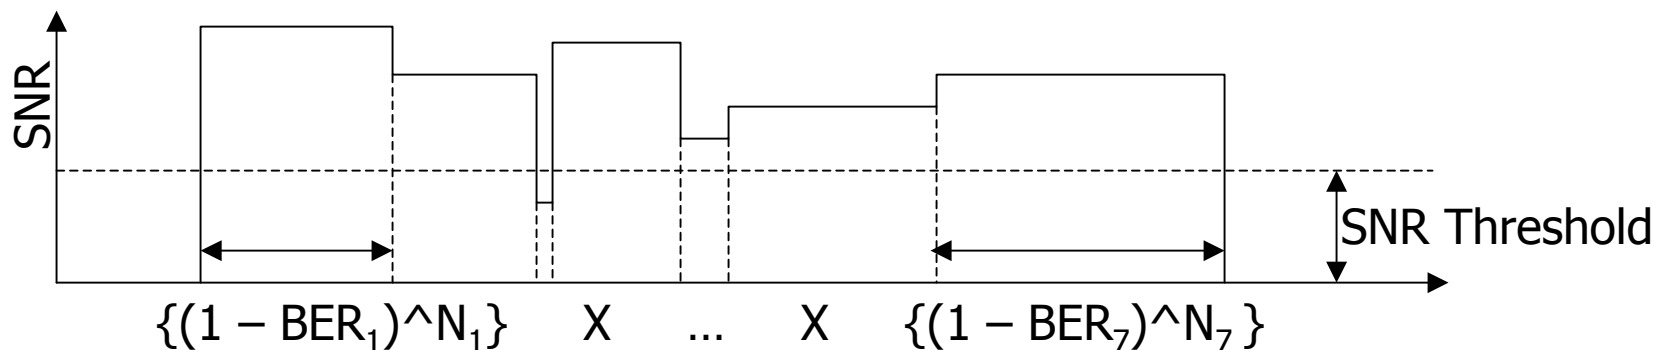 SNR
SNR Threshold
{(1 – BER₁)^N₁} X ... X {(1 – BER₇)^N₇ }